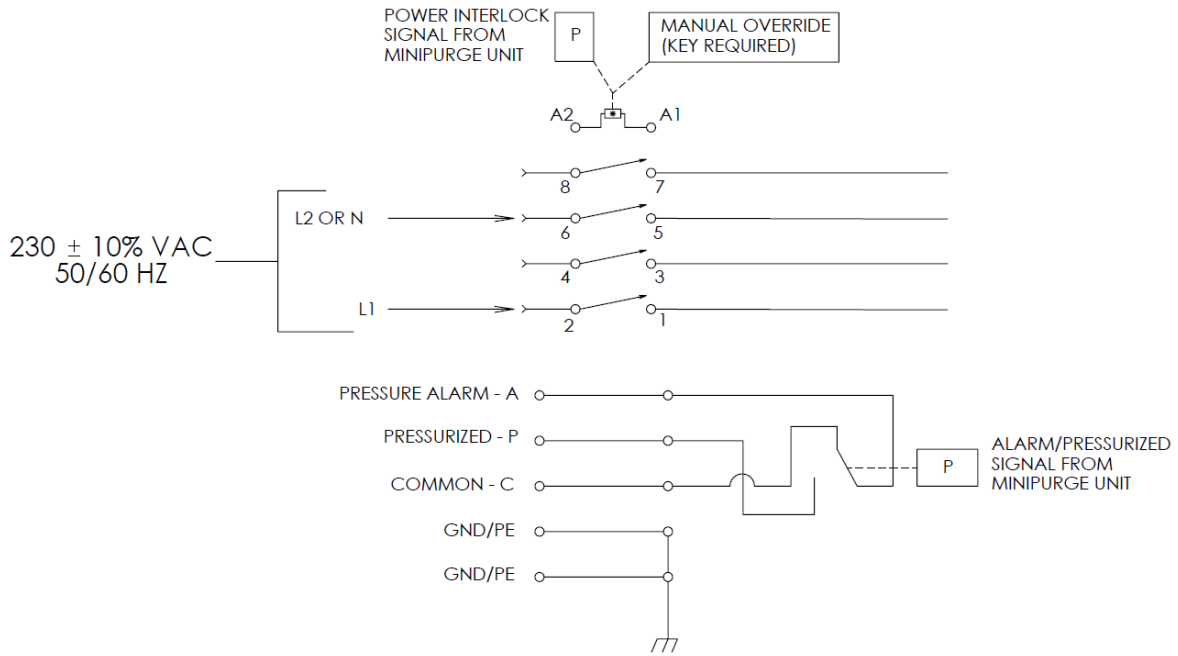 POWER INTERLOCK
SIGNAL FROM
MINIPURGE UNIT
P
MANUAL OVERRIDE
(KEY REQUIRED)
A2
A1
8
7
L2 OR N
6
5
230 ± 10% VAC
50/60 HZ
4
3
L1
2
1
PRESSURE ALARM - A
PRESSURIZED - P
COMMON - C
GND/PE
GND/PE
P
ALARM/PRESSURIZED
SIGNAL FROM
MINIPURGE UNIT